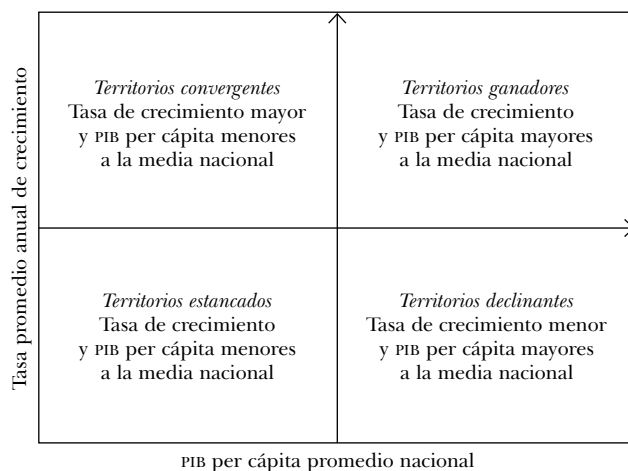 Tasa promedio anual de crecimiento
Territorios convergentes
Tasa de crecimiento mayor
y PIB per cápita menores
a la media nacional
Territorios ganadores
Tasa de crecimiento
y PIB per cápita mayores
a la media nacional
Territorios estancados
Tasa de crecimiento
y PIB per cápita menores
a la media nacional
Territorios declinantes
Tasa de crecimiento menor
y PIB per cápita mayores
a la media nacional
PIB per cápita promedio nacional